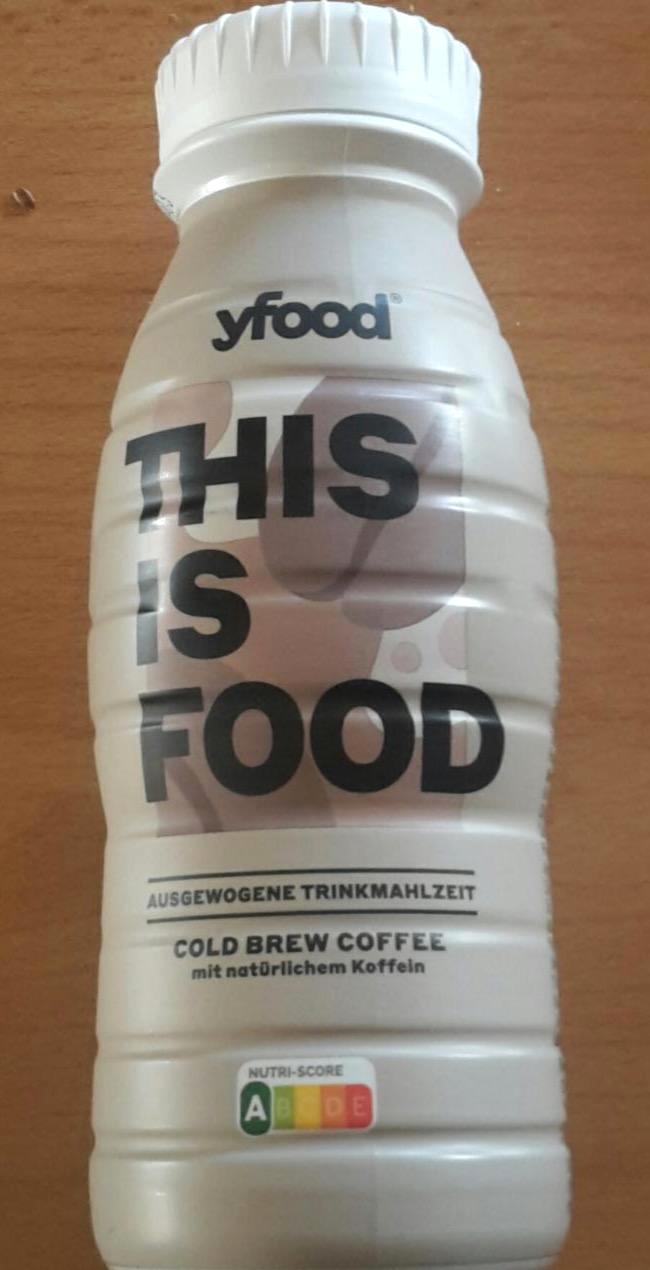 yfood®
THIS
IS
FOOD
AUSGEWOGENE TRINKMAHLZEIT
COLD BREW COFFEE
mit natürlichem Koffein
NUTRI-SCORE
A B C D E